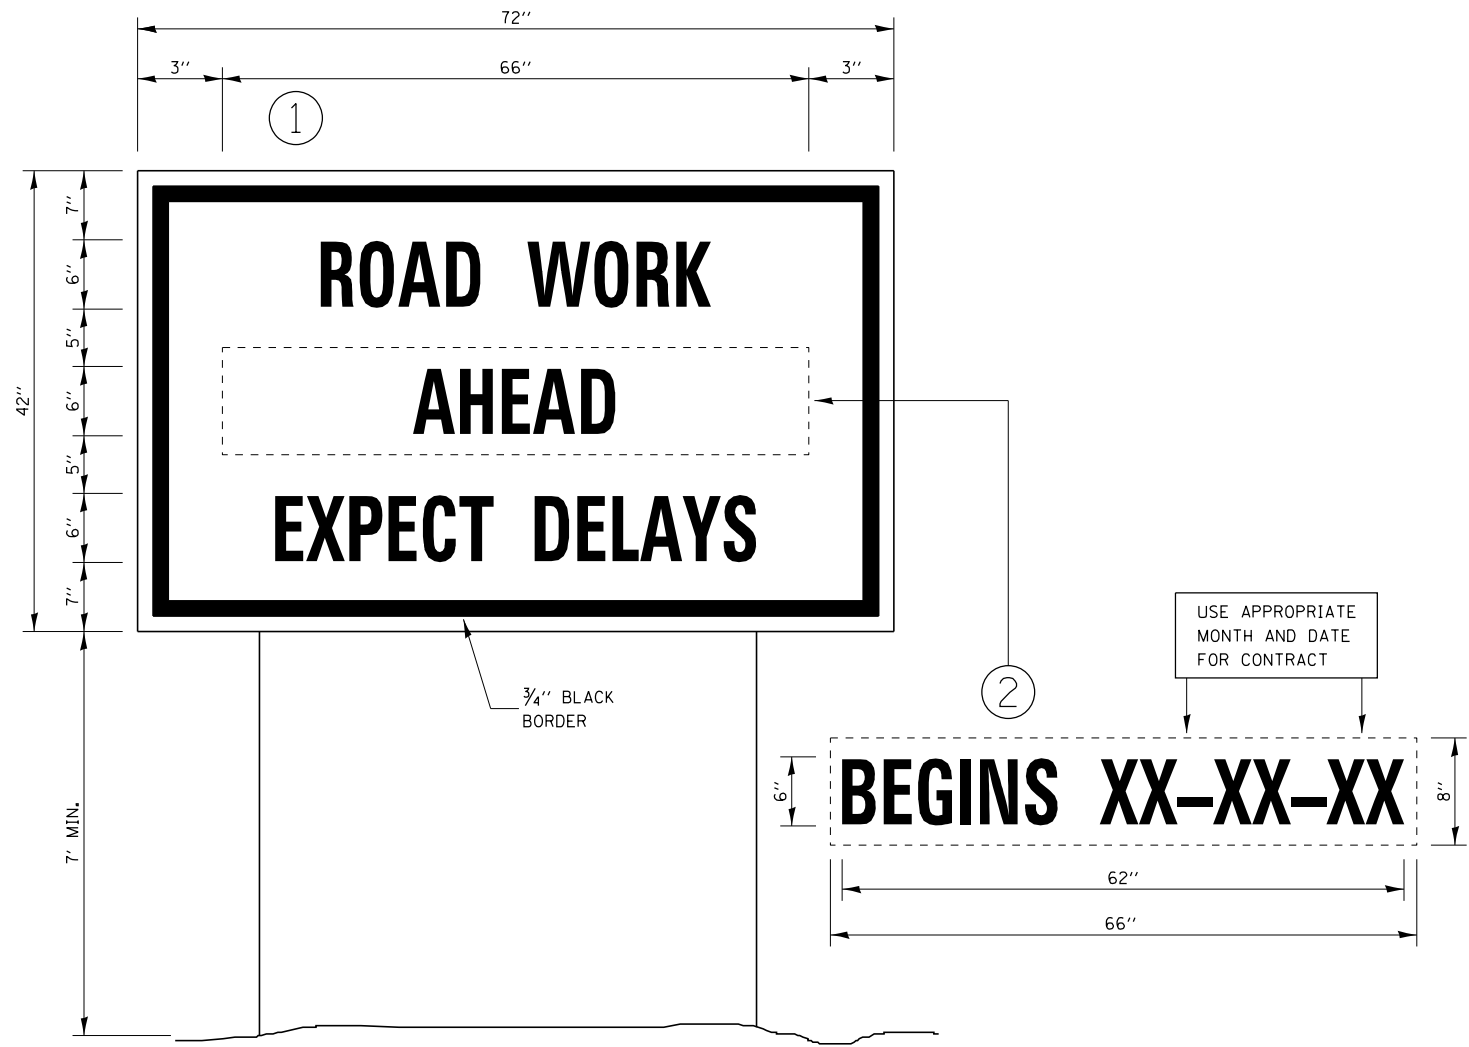 72''
3'' 66'' 3''
1
7''
6''
5''
6''
5''
6''
7''
42''
ROAD WORK
AHEAD
EXPECT DELAYS
3/4'' BLACK
BORDER
7' MIN.
2
USE APPROPRIATE
MONTH AND DATE
FOR CONTRACT
6''
BEGINS XX-XX-XX
8''
62''
66''